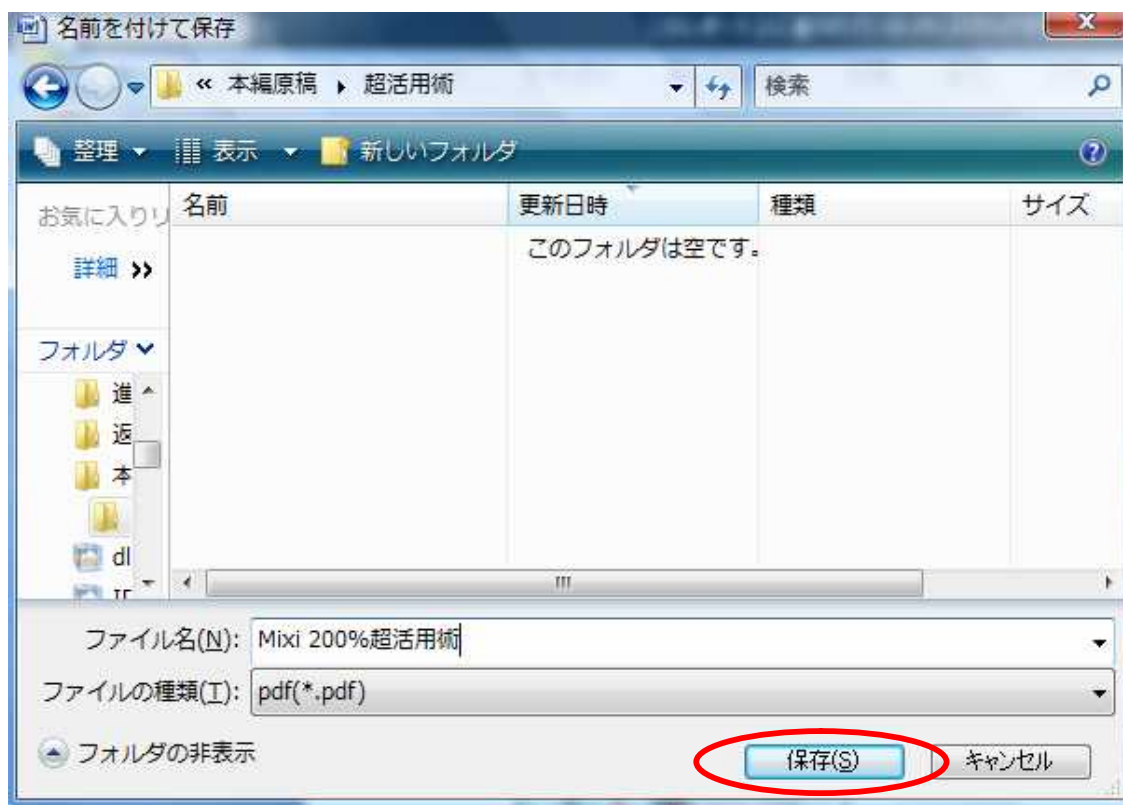 名前を付けて保存
« 本編原稿 ▸ 超活用術
検索
整理 表示 新しいフォルダ
お気に入りリ
名前 更新日時 種類 サイズ
このフォルダは空です。
詳細 »
フォルダ
進
返
本
dl
ファイル名(N): Mixi 200%超活用術
ファイルの種類(T): pdf(*.pdf)
フォルダの非表示
保存(S) キャンセル